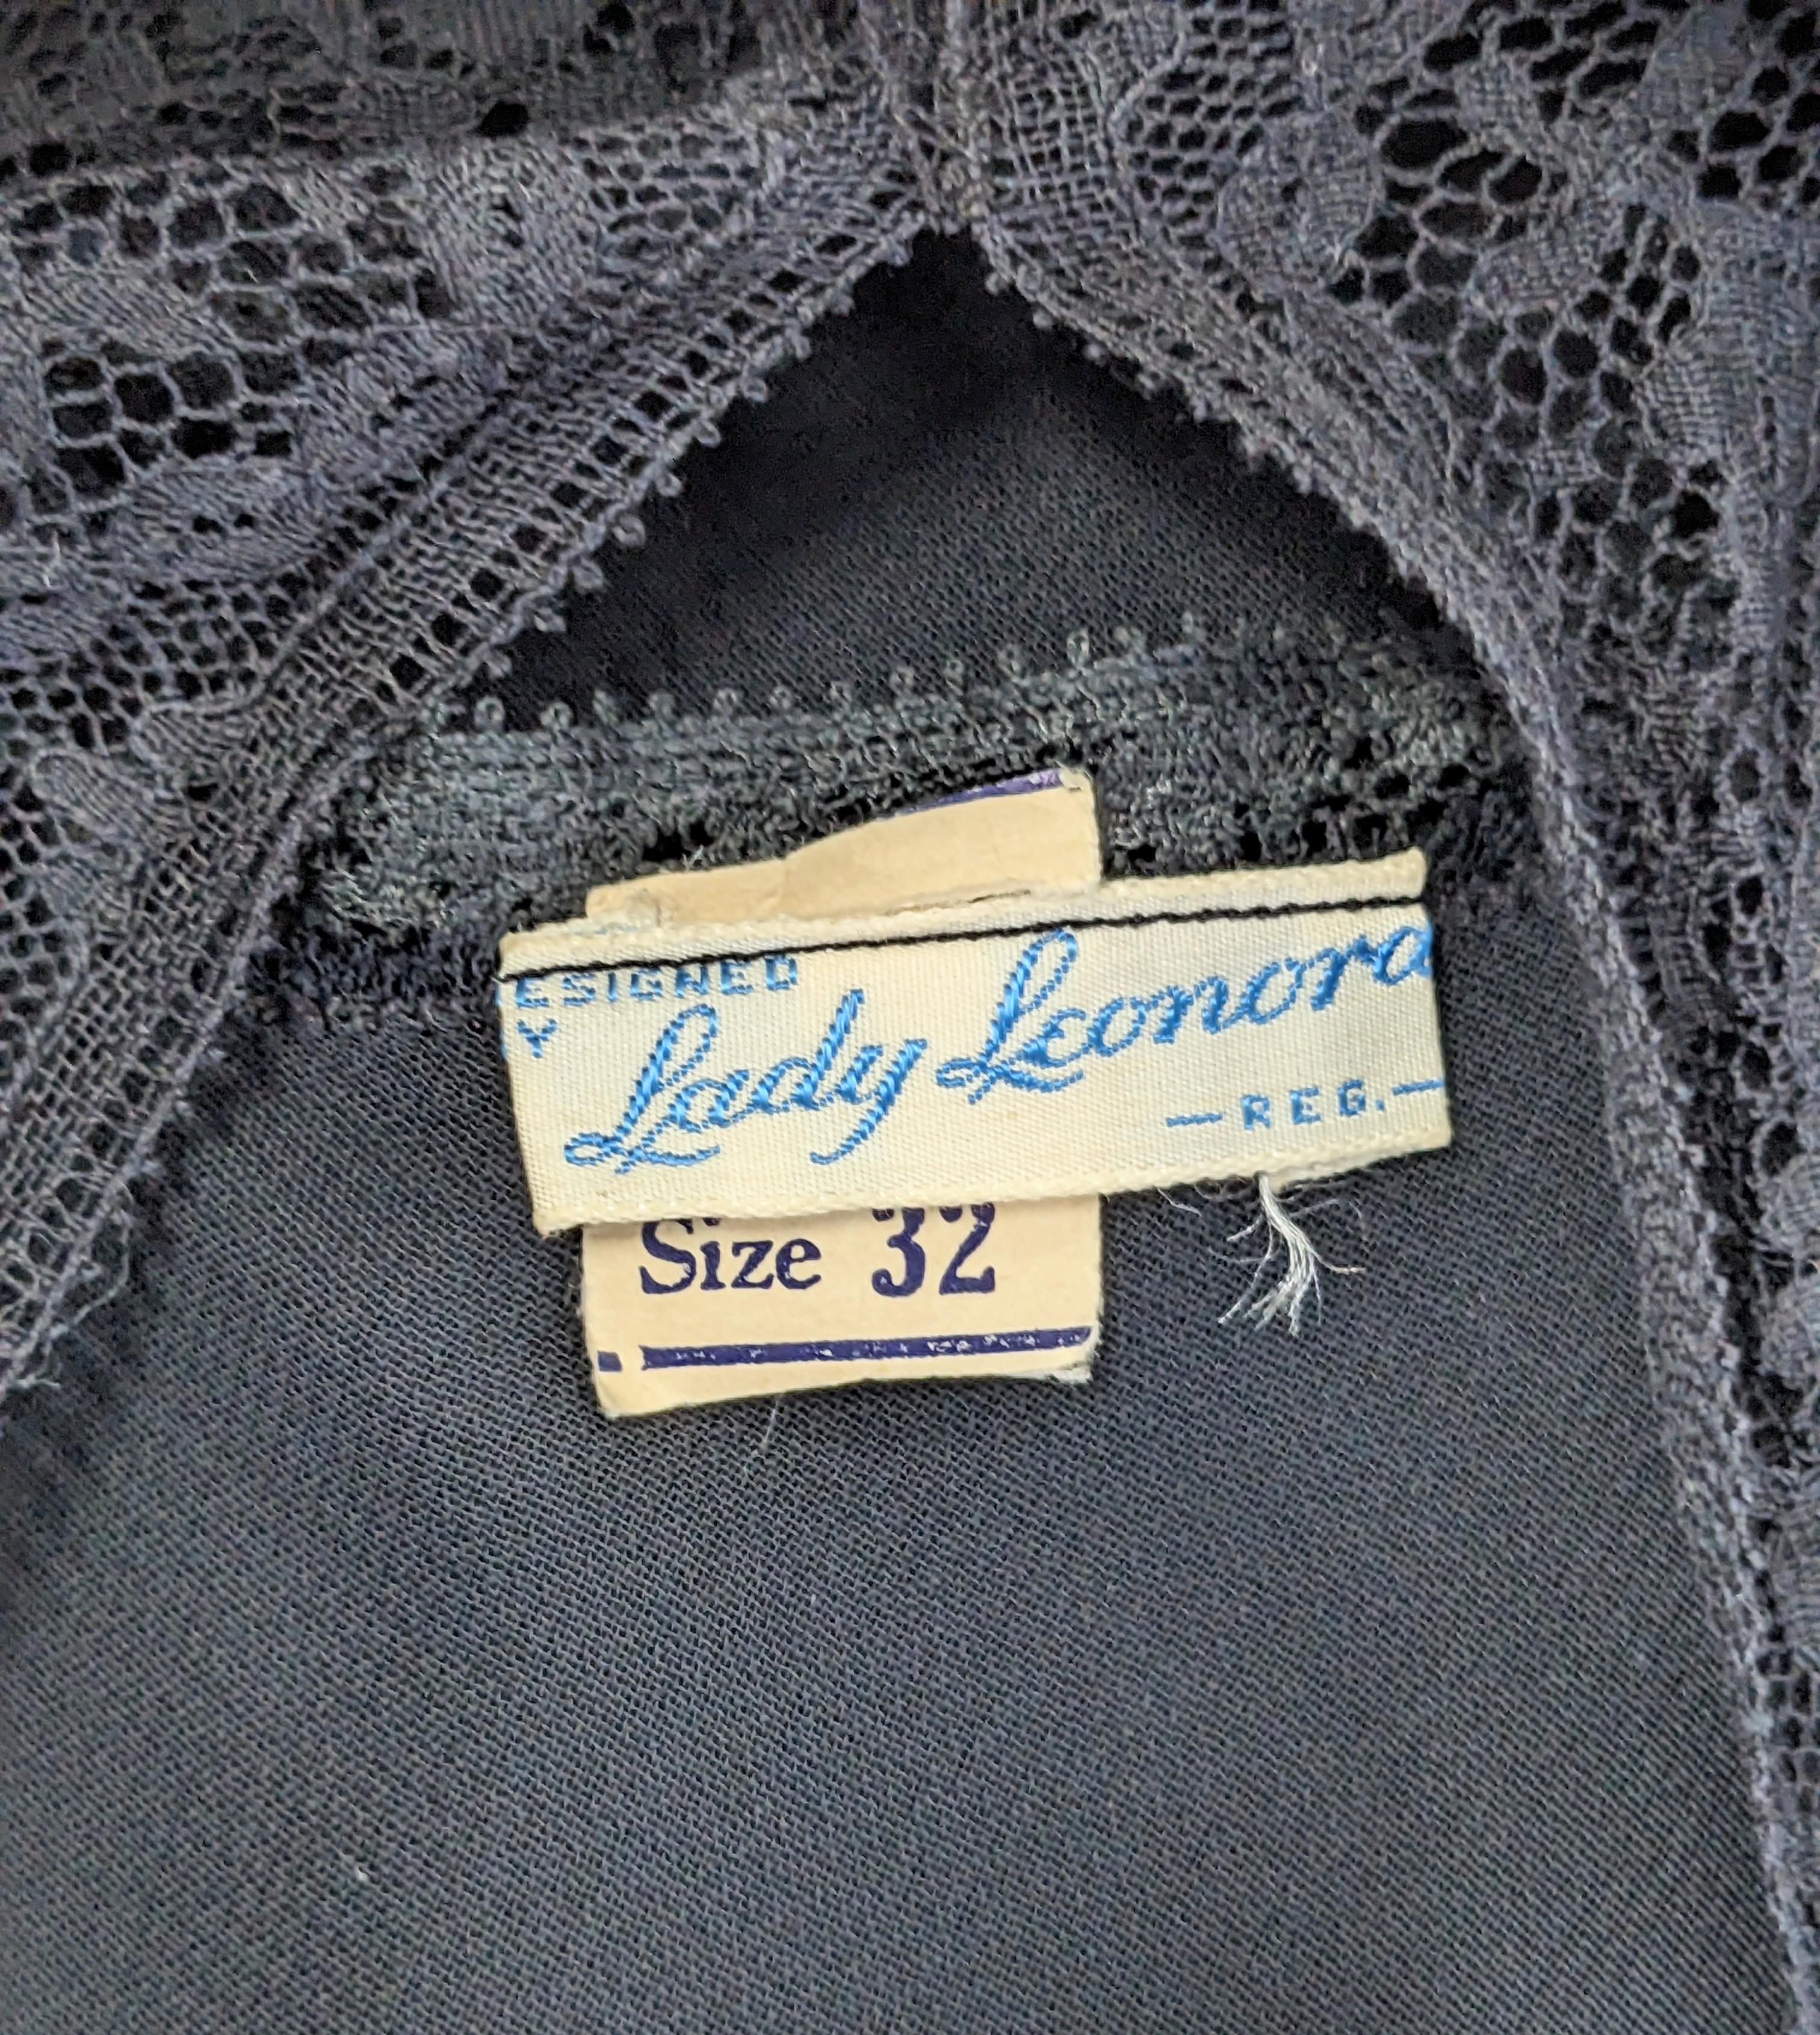 ESIGNED
Y
Lady Leonora
—REG.—
Size 32